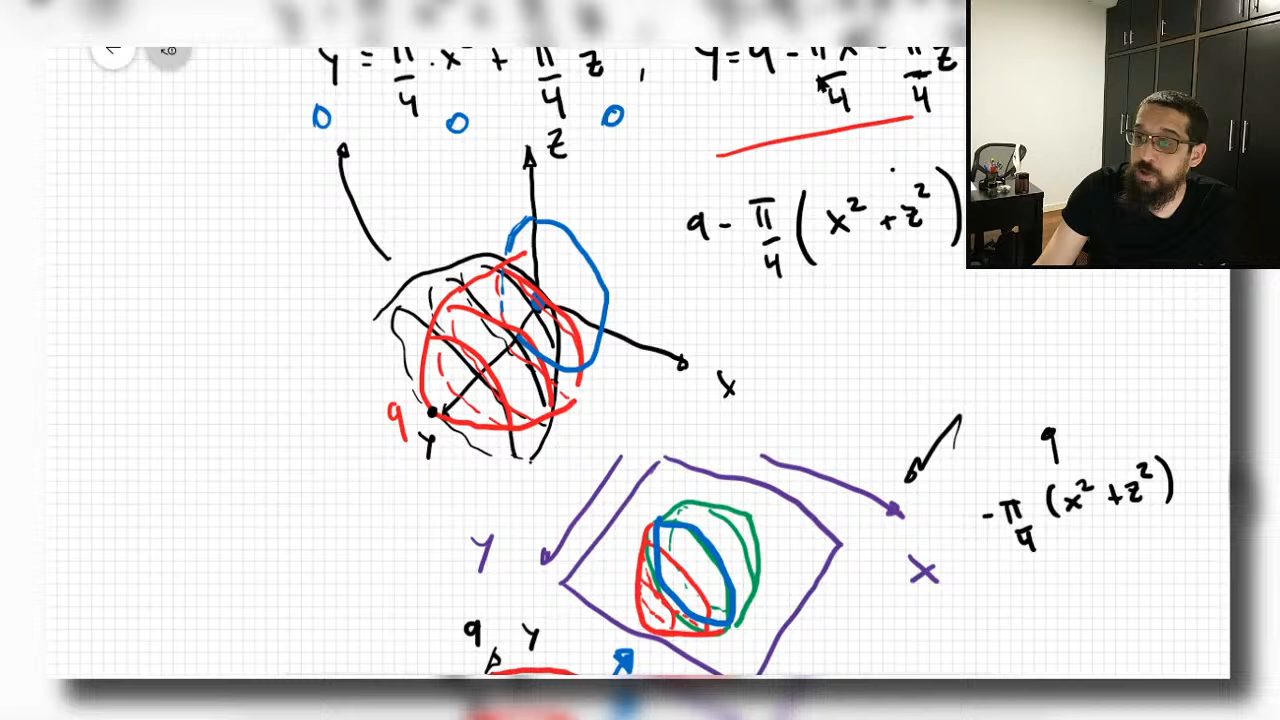 y = π/4 · x² + π/4 z , y = 9 - πx/4 - π/4 z
0 0 0
z
9 - π/4 (x² + z²)
x
9
y
9
- π/4 (x² + z²)
y
x
9 y